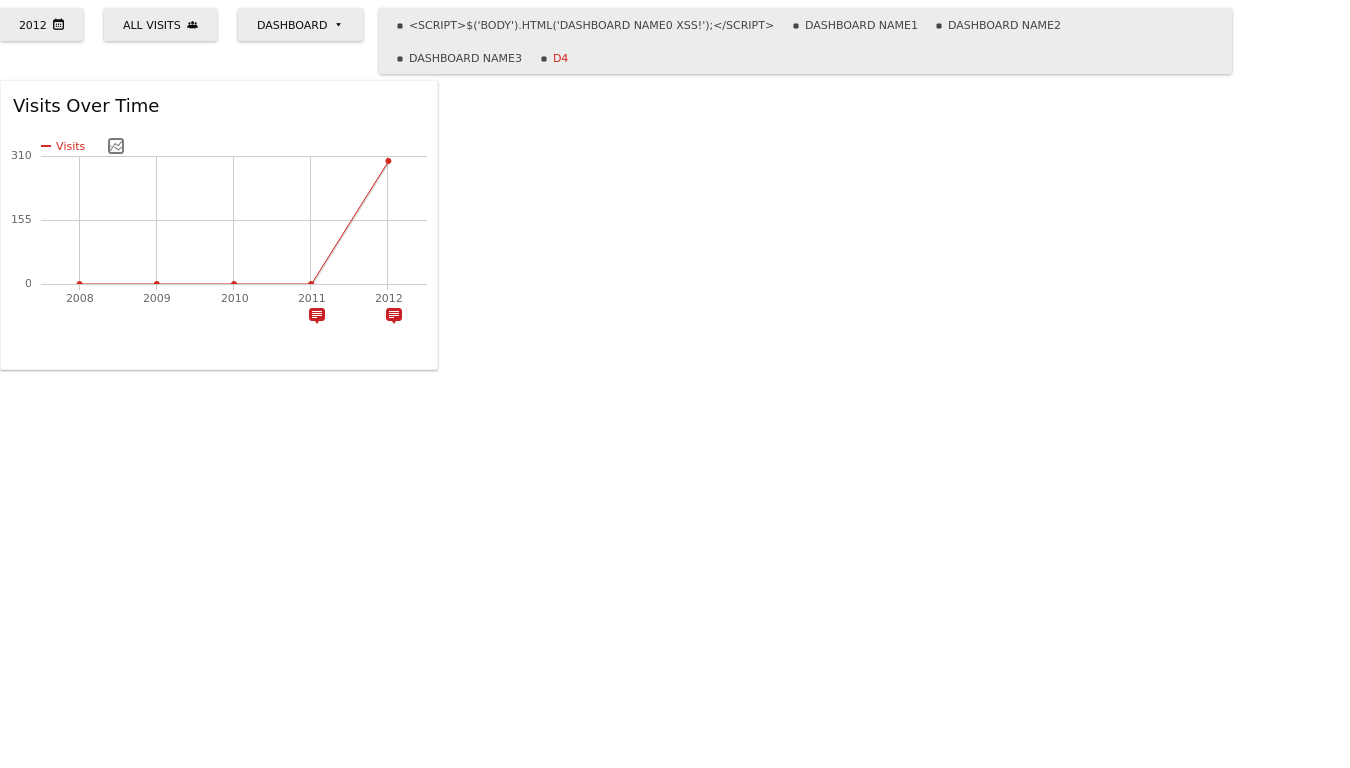 2012 ALL VISITS DASHBOARD <SCRIPT>$('BODY').HTML('DASHBOARD NAME0 XSS!');</SCRIPT> DASHBOARD NAME1 DASHBOARD NAME2
DASHBOARD NAME3 D4
Visits Over Time
Visits
310
155
0
2008 2009 2010 2011 2012